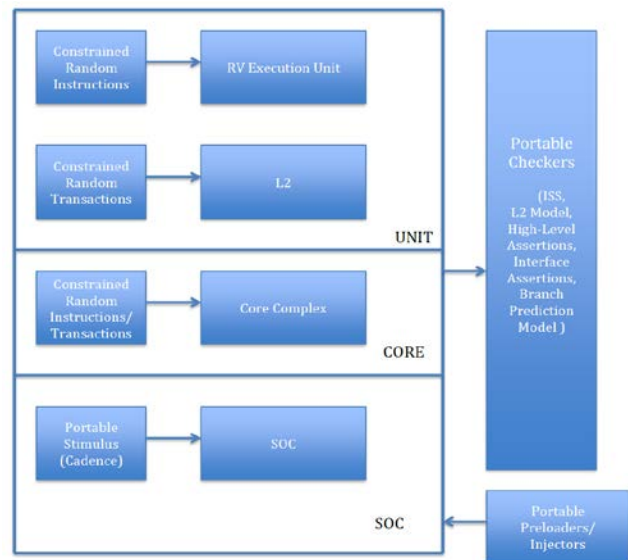 Constrained
Random
Instructions
RV Execution Unit
Constrained
Random
Transactions
L2
UNIT
Constrained
Random
Instructions/
Transactions
Core Complex
CORE
Portable
Stimulus
(Cadence)
SOC
SOC
Portable
Checkers
(ISS,
L2 Model,
High-Level
Assertions,
Interface
Assertions,
Branch
Prediction
Model )
Portable
Preloaders/
Injectors